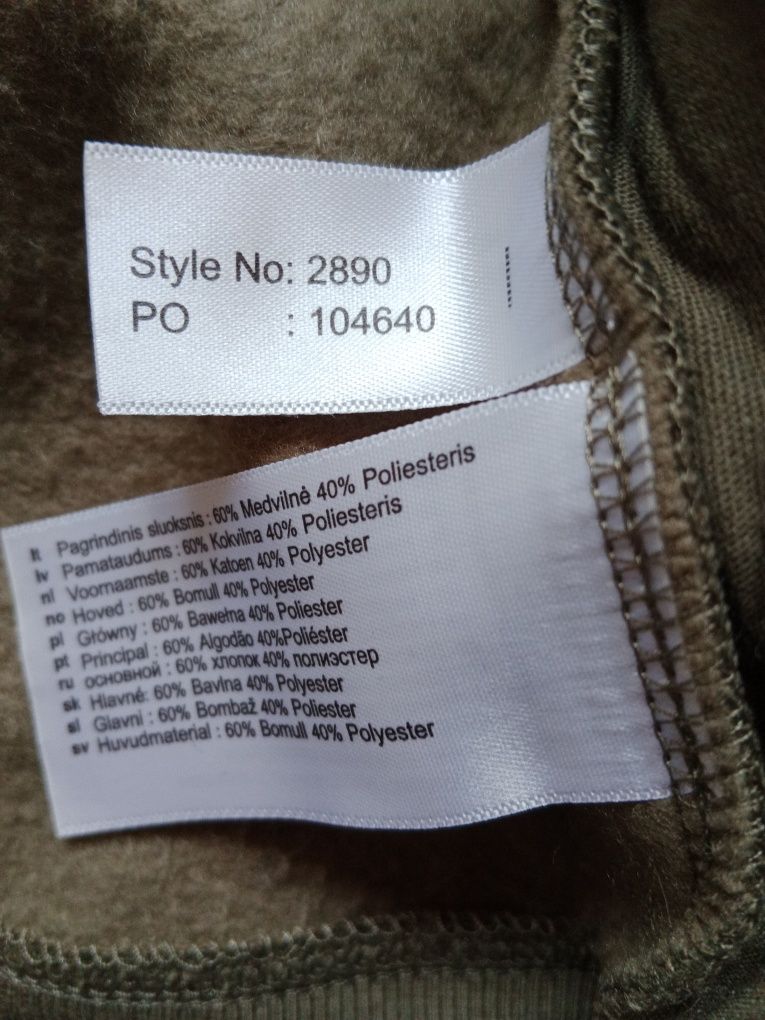 Style No: 2890
PO : 104640
lt Pagrindinis sluoksnis : 60% Medvilnė 40% Poliesteris
lv Pamataudums : 60% Kokvilna 40% Poliesteris
nl Voornaamste : 60% Katoen 40% Polyester
no Hoved : 60% Bomull 40% Polyester
pl Główny : 60% Bawełna 40% Poliester
pt Principal : 60% Algodão 40%Poliéster
ru основной : 60% хлопок 40% полиэстер
sk Hlavné: 60% Bavlna 40% Polyester
sl Glavni : 60% Bombaž 40% Poliester
sv Huvudmaterial : 60% Bomull 40% Polyester